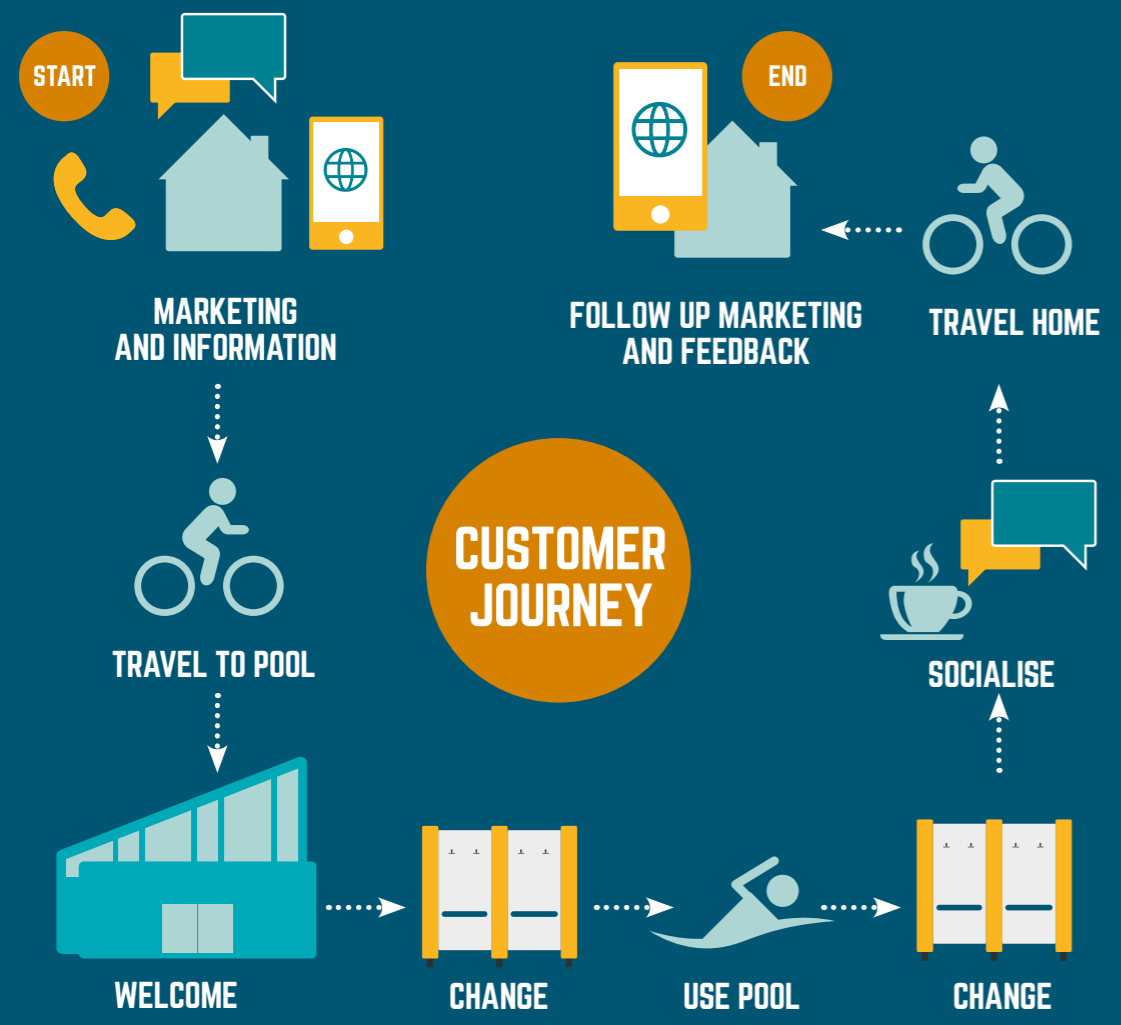 START
MARKETING
AND INFORMATION
TRAVEL TO POOL
WELCOME
CHANGE
USE POOL
CHANGE
SOCIALISE
TRAVEL HOME
FOLLOW UP MARKETING
AND FEEDBACK
END
CUSTOMER
JOURNEY